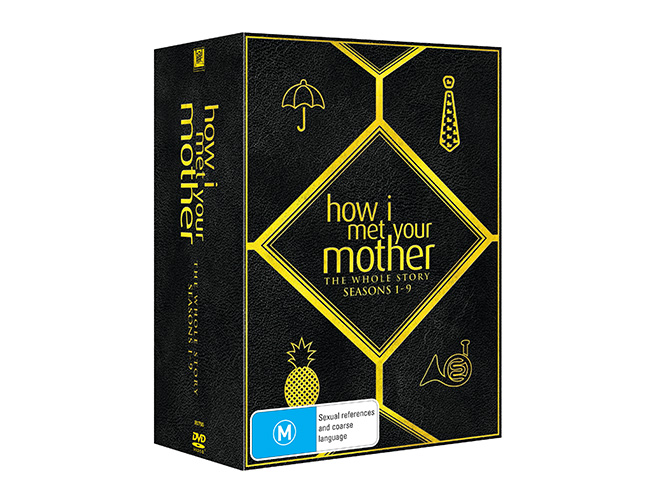 how i
met your
mother
THE WHOLE STORY
SEASONS 1-9
how i
met your
mother
THE WHOLE STORY
SEASONS 1-9
DVD
M
Sexual references
and coarse
language